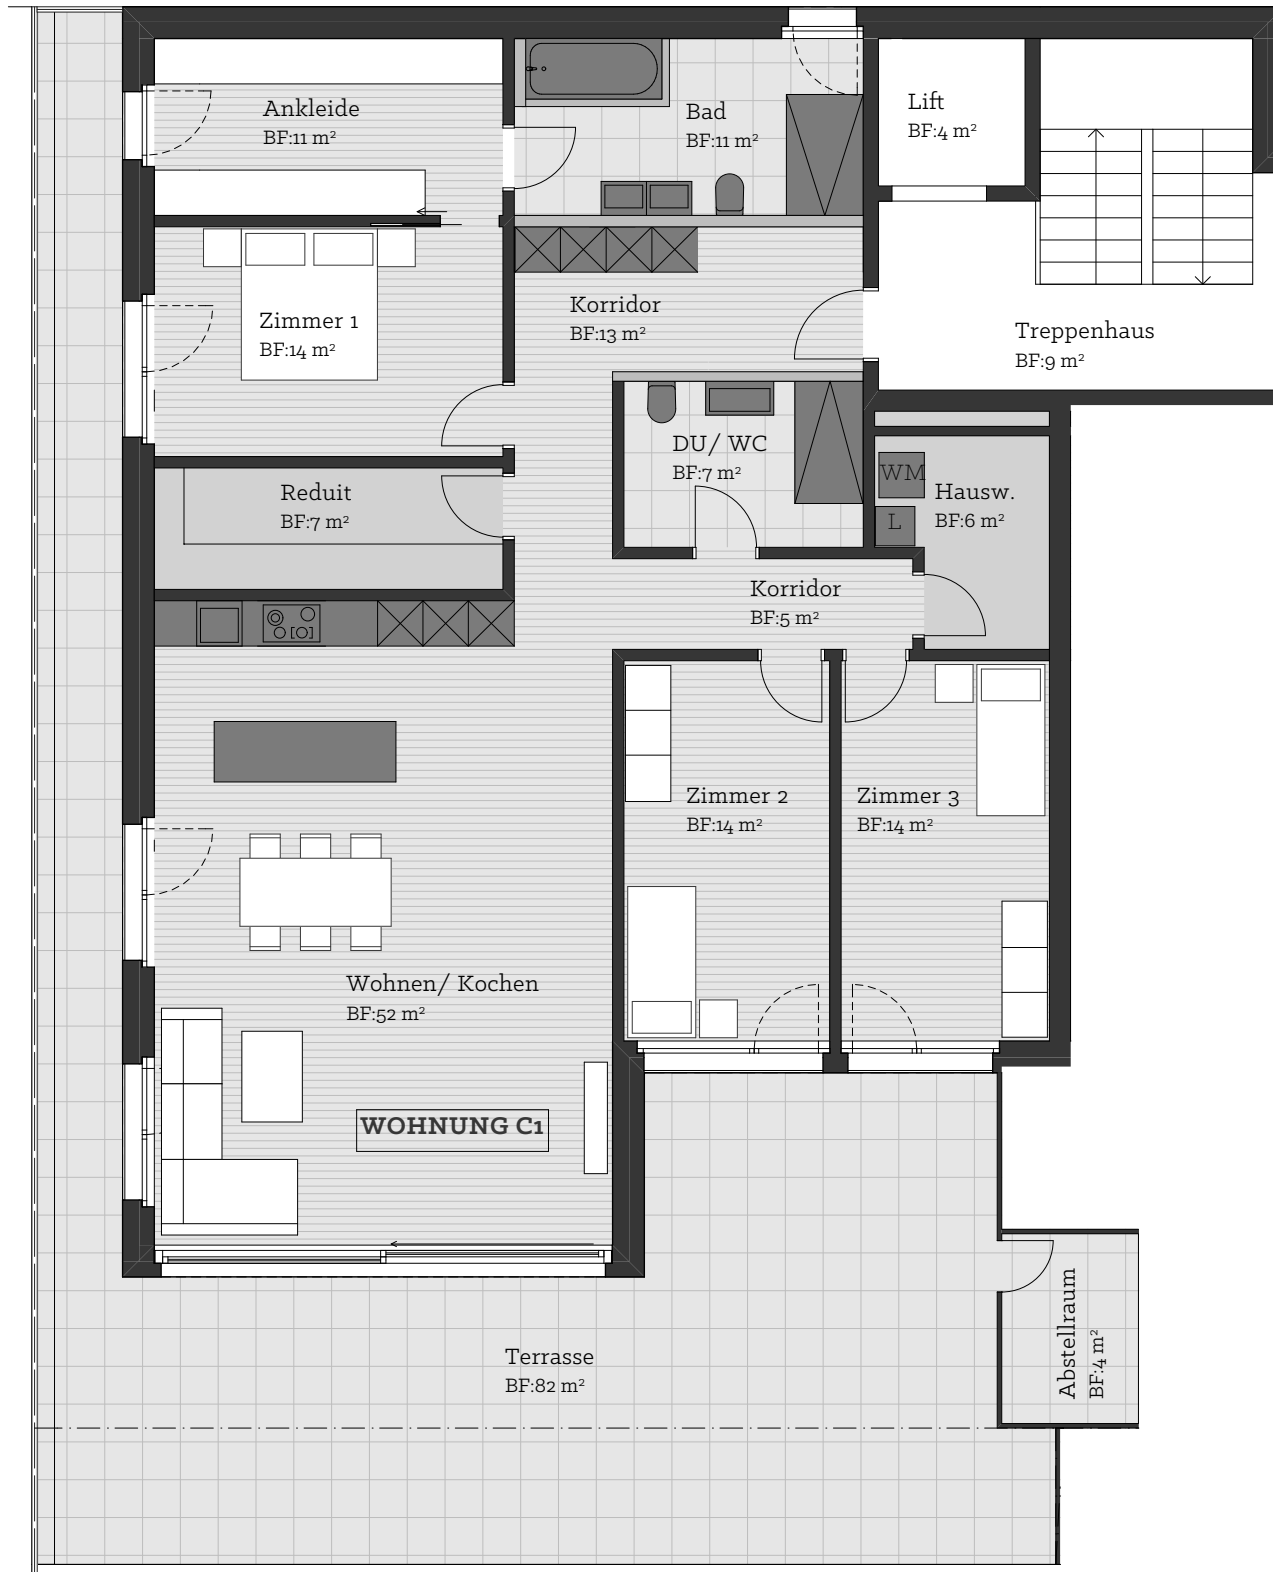 Ankleide
BF:11 m²
Bad
BF:11 m²
Lift
BF:4 m²
Zimmer 1
BF:14 m²
Korridor
BF:13 m²
Treppenhaus
BF:9 m²
DU/ WC
BF:7 m²
Reduit
BF:7 m²
WM
L
Hausw.
BF:6 m²
Korridor
BF:5 m²
Zimmer 2
BF:14 m²
Zimmer 3
BF:14 m²
Wohnen/ Kochen
BF:52 m²
WOHNUNG C1
Terrasse
BF:82 m²
Abstellraum
BF:4 m²